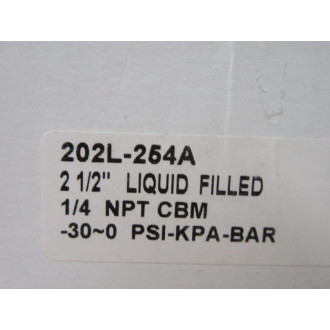 202L-254A
2 1/2" LIQUID FILLED
1/4 NPT CBM
-30~0 PSI-KPA-BAR